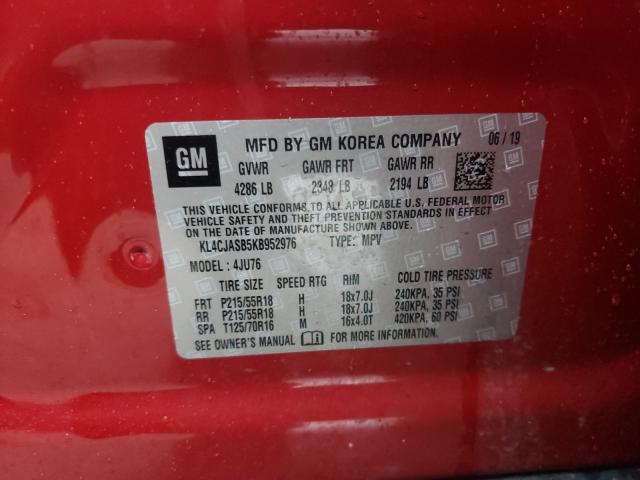 GM MFD BY GM KOREA COMPANY 06/19
GVWR GAWR FRT GAWR RR
4286 LB 2348 LB 2194 LB
THIS VEHICLE CONFORMS TO ALL APPLICABLE U.S. FEDERAL MOTOR
VEHICLE SAFETY AND THEFT PREVENTION STANDARDS IN EFFECT
ON THE DATE OF MANUFACTURE SHOWN ABOVE.
KL4CJASB5KB952976 TYPE: MPV
MODEL: 4JU76
TIRE SIZE SPEED RTG RIM COLD TIRE PRESSURE
FRT P215/55R18 H 18x7.0J 240KPA, 35 PSI
RR P215/55R18 H 18x7.0J 240KPA, 35 PSI
SPA T125/70R16 M 16x4.0T 420KPA, 60 PSI
SEE OWNER'S MANUAL FOR MORE INFORMATION.